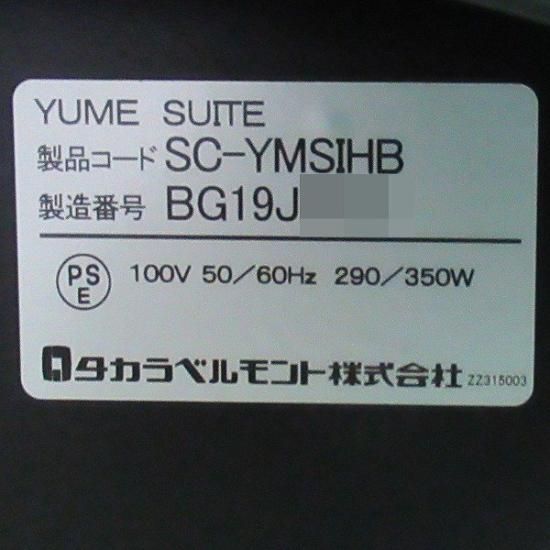 YUME SUITE
製品コード SC-YMSIHB
製造番号 BG19J
PS
E
100V 50/60Hz 290/350W
タカラベルモント株式会社 ZZ315003